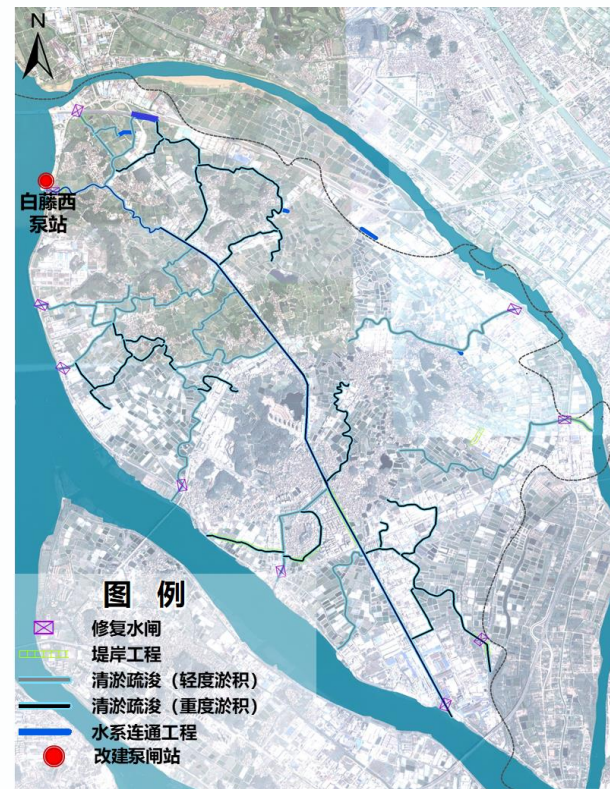 N
白藤西
泵站
图 例
修复水闸
堤岸工程
清淤疏浚（轻度淤积）
清淤疏浚（重度淤积）
水系连通工程
改建泵闸站